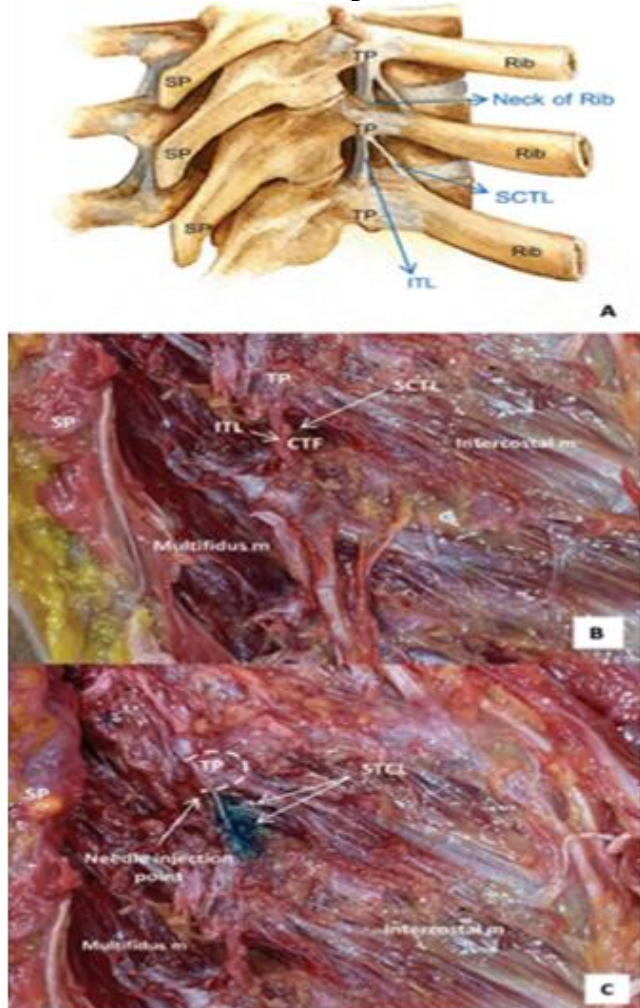 TP
Rib
SP
Neck of Rib
TP
Rib
SP
SCTL
TP
SP
Rib
ITL
A
TP
SCTL
SP
ITL
CTF
Intercostal m
Multifidus m
B
TP
STCL
SP
Needle injection
point
Intercostal m
Multifidus m
C